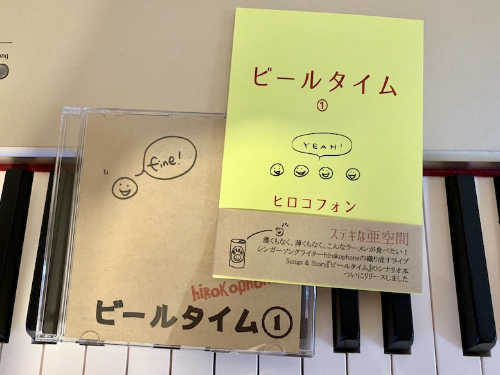 ビールタイム
①
YEAH!
ヒロコフォン
ステキな亜空間
濃くもなく、薄くもなく、こんなラーメンが食べたい!
シンガーソングライターhirokophoneの織り成すライブ
Songs & Story『ビールタイム』のシナリオ本
ついにリリースしました
fine!
hirokophone
ビールタイム①